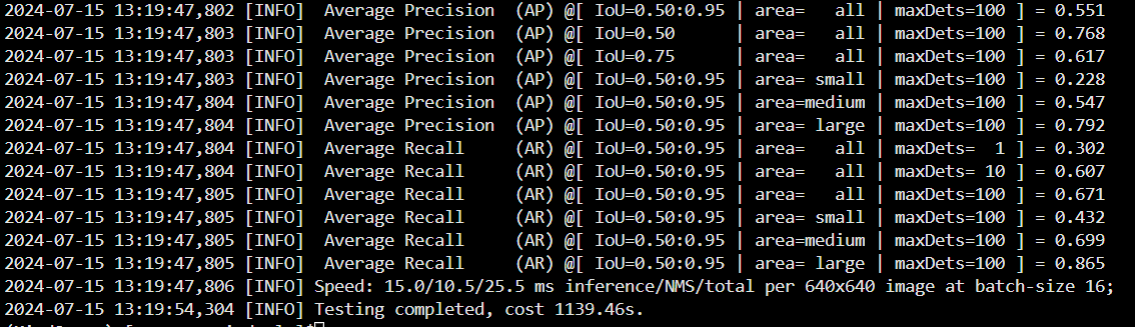 2024-07-15 13:19:47,802 [INFO]  Average Precision  (AP) @[ IoU=0.50:0.95 | area=   all | maxDets=100 ] = 0.551
2024-07-15 13:19:47,803 [INFO]  Average Precision  (AP) @[ IoU=0.50      | area=   all | maxDets=100 ] = 0.768
2024-07-15 13:19:47,803 [INFO]  Average Precision  (AP) @[ IoU=0.75      | area=   all | maxDets=100 ] = 0.617
2024-07-15 13:19:47,803 [INFO]  Average Precision  (AP) @[ IoU=0.50:0.95 | area= small | maxDets=100 ] = 0.228
2024-07-15 13:19:47,804 [INFO]  Average Precision  (AP) @[ IoU=0.50:0.95 | area=medium | maxDets=100 ] = 0.547
2024-07-15 13:19:47,804 [INFO]  Average Precision  (AP) @[ IoU=0.50:0.95 | area= large | maxDets=100 ] = 0.792
2024-07-15 13:19:47,804 [INFO]  Average Recall     (AR) @[ IoU=0.50:0.95 | area=   all | maxDets=  1 ] = 0.302
2024-07-15 13:19:47,804 [INFO]  Average Recall     (AR) @[ IoU=0.50:0.95 | area=   all | maxDets= 10 ] = 0.607
2024-07-15 13:19:47,805 [INFO]  Average Recall     (AR) @[ IoU=0.50:0.95 | area=   all | maxDets=100 ] = 0.671
2024-07-15 13:19:47,805 [INFO]  Average Recall     (AR) @[ IoU=0.50:0.95 | area= small | maxDets=100 ] = 0.432
2024-07-15 13:19:47,805 [INFO]  Average Recall     (AR) @[ IoU=0.50:0.95 | area=medium | maxDets=100 ] = 0.699
2024-07-15 13:19:47,805 [INFO]  Average Recall     (AR) @[ IoU=0.50:0.95 | area= large | maxDets=100 ] = 0.865
2024-07-15 13:19:47,806 [INFO] Speed: 15.0/10.5/25.5 ms inference/NMS/total per 640x640 image at batch-size 16;
2024-07-15 13:19:54,304 [INFO] Testing completed, cost 1139.46s.